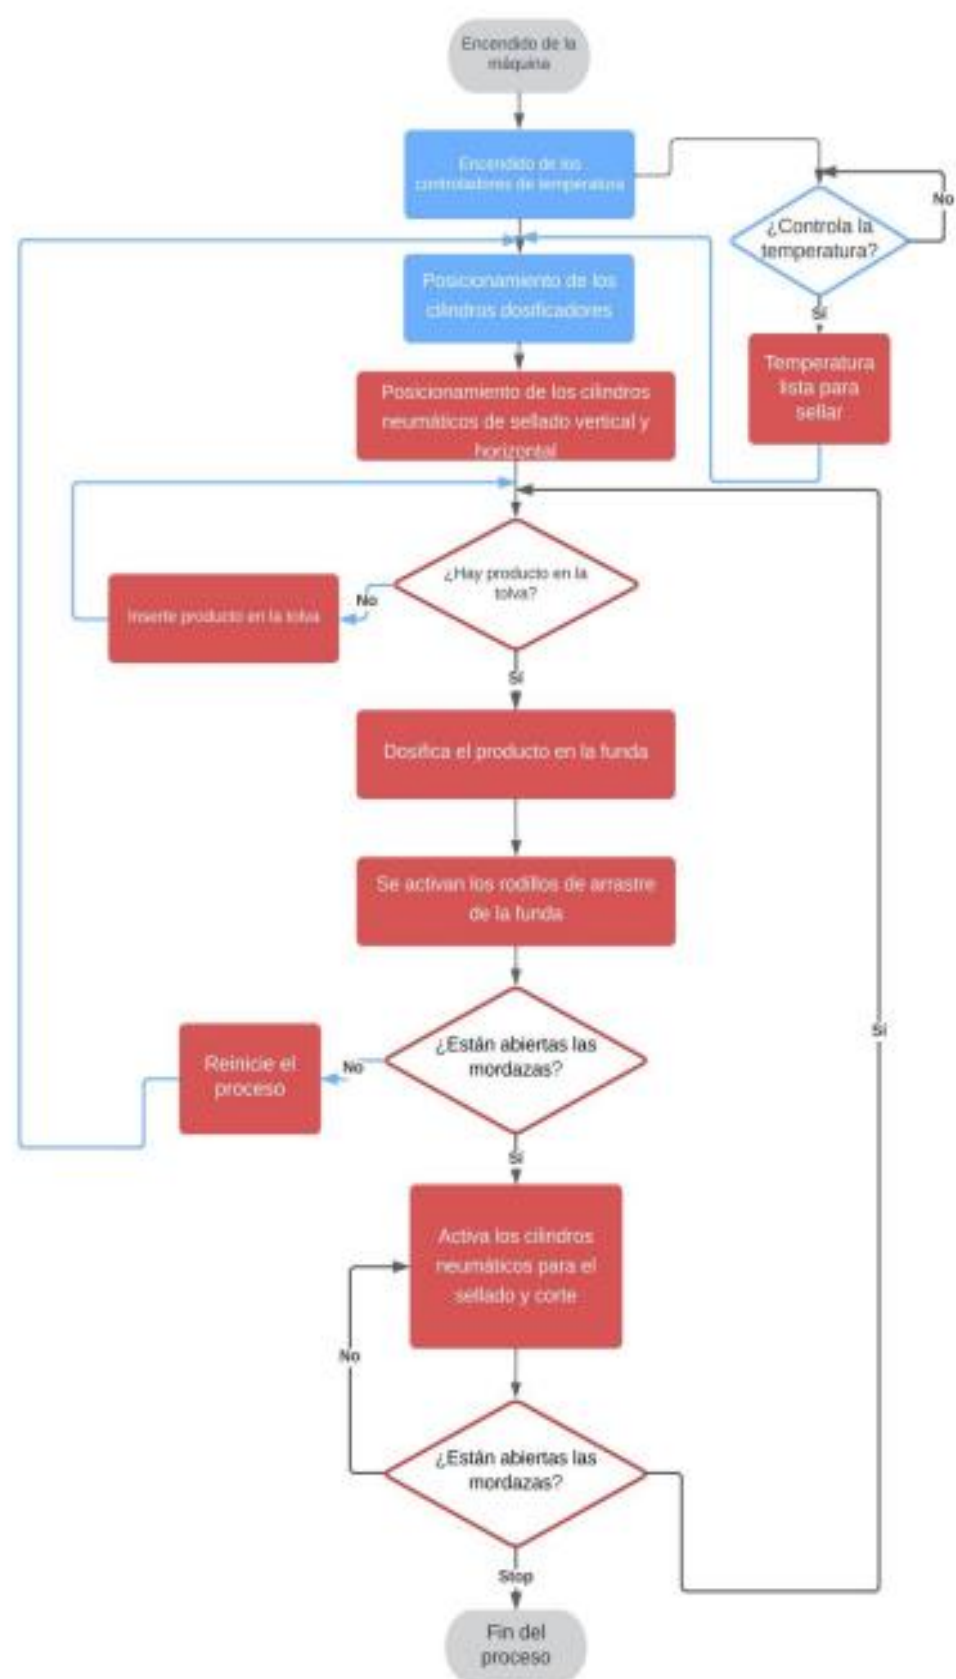 Encendido de la
máquina
Encendido de los
controladores de temperatura
No
¿Controla la
temperatura?
Posicionamiento de los
cilindros dosificadores
Si
Temperatura
lista para
sellar
Posicionamiento de los cilindros
neumáticos de sellado vertical y
horizontal
¿Hay producto en la
tolva?
No
Inserte producto en la tolva
Si
Dosifica el producto en la funda
Se activan los rodillos de arrastre
de la funda
Si
¿Están abiertas las
mordazas?
No
Reinicie el
proceso
Si
Activa los cilindros
neumáticos para el
sellado y corte
No
¿Están abiertas las
mordazas?
Stop
Fin del
proceso